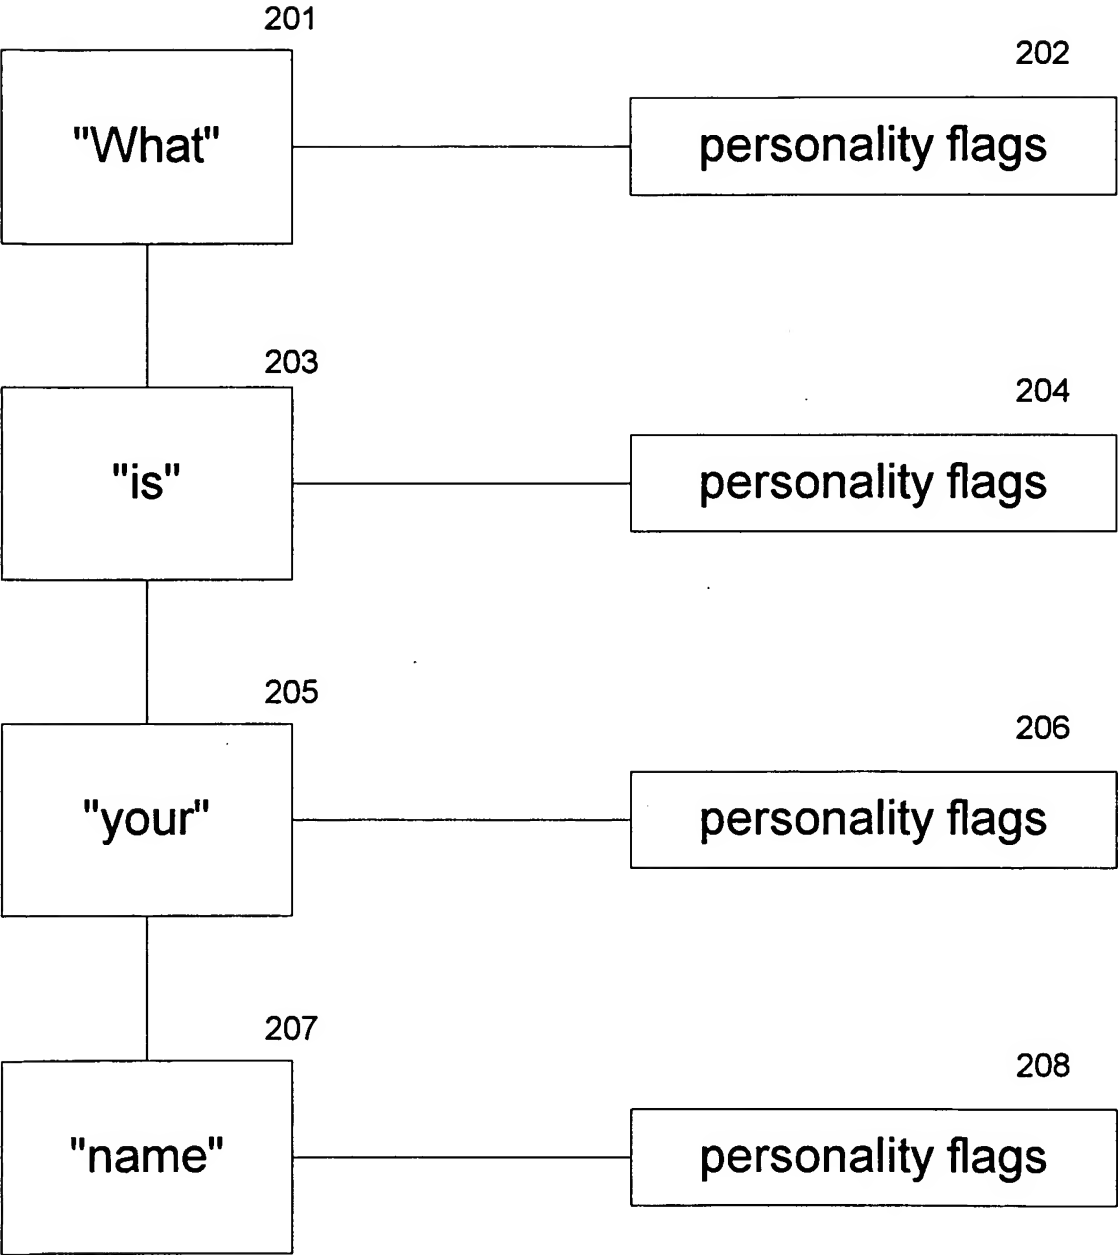 201
202
"What"
personality flags
203
204
"is"
personality flags
205
206
"your"
personality flags
207
208
"name"
personality flags